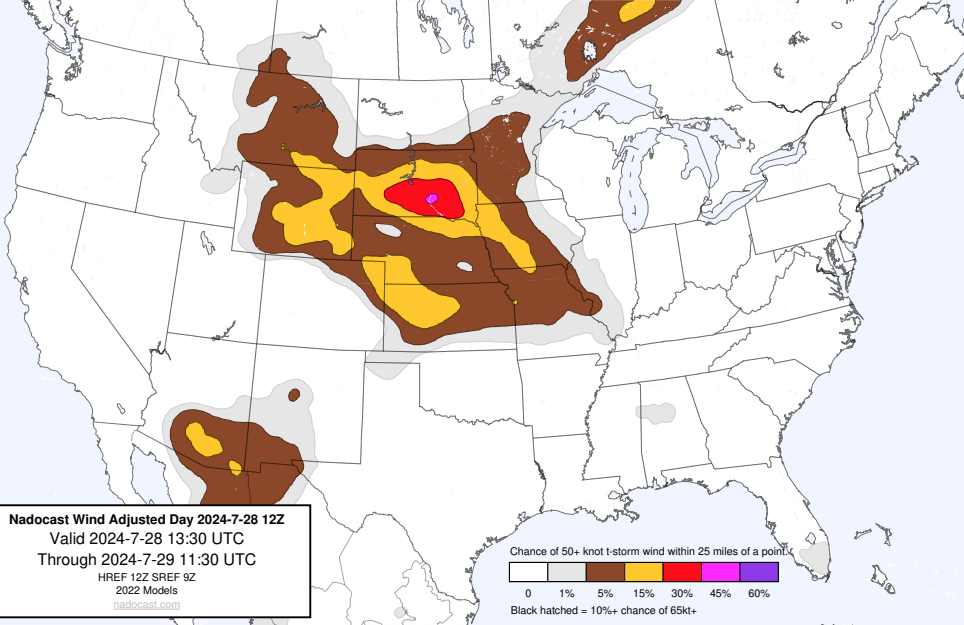 Nadocast Wind Adjusted Day 2024-7-28 12Z
Valid 2024-7-28 13:30 UTC
Through 2024-7-29 11:30 UTC
HREF 12Z SREF 9Z
2022 Models
nadocast.com
Chance of 50+ knot t-storm wind within 25 miles of a point.
0 1% 5% 15% 30% 45% 60%
Black hatched = 10%+ chance of 65kt+